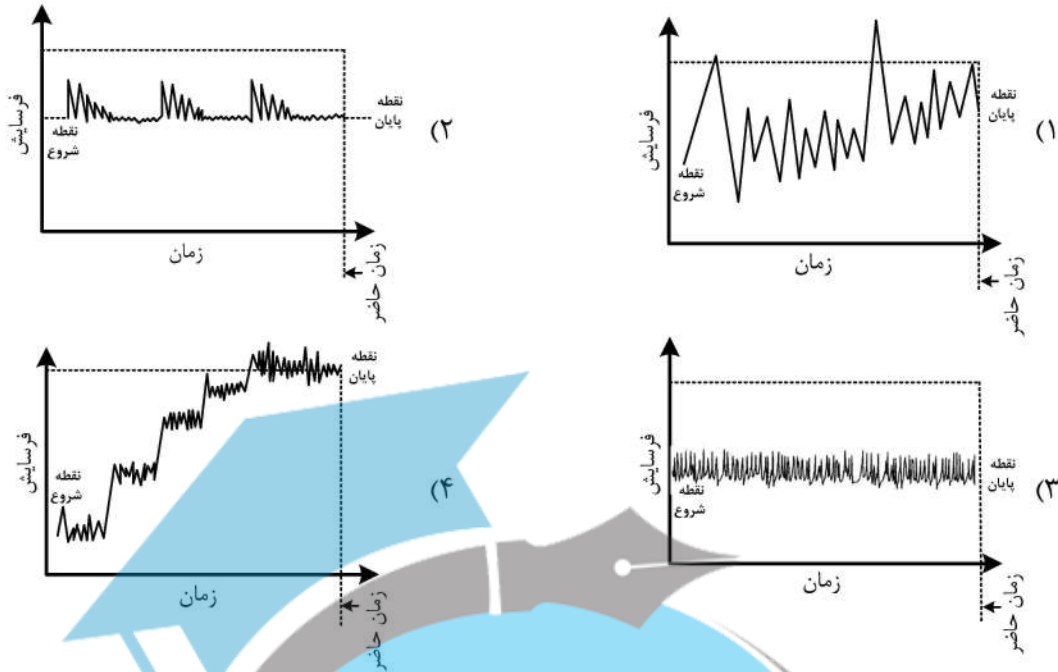 (۱
فرسایش
نقطه
شروع
نقطه
پایان
زمان
زمان حاضر
(۲
فرسایش
نقطه
شروع
نقطه
پایان
زمان
زمان حاضر
(۳
فرسایش
نقطه
شروع
نقطه
پایان
زمان
زمان حاضر
(۴
فرسایش
نقطه
شروع
نقطه
پایان
زمان
زمان حاضر